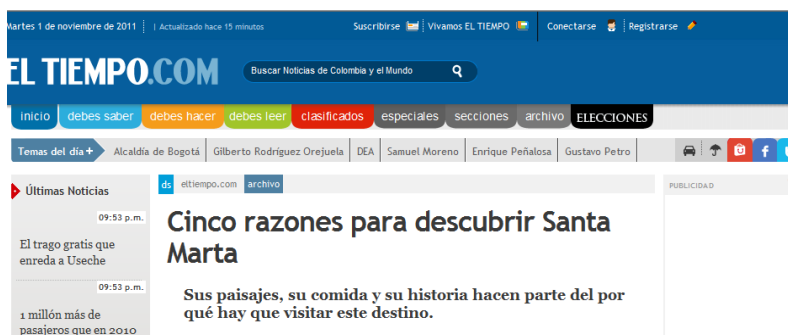 Martes 1 de noviembre de 2011 | Actualizado hace 15 minutos Suscribirse Vivamos EL TIEMPO Conectarse Registrarse
EL TIEMPO.COM Buscar Noticias de Colombia y el Mundo
inicio debes saber debes hacer debes leer clasificados especiales secciones archivo ELECCIONES
Temas del día + Alcaldía de Bogotá Gilberto Rodríguez Orejuela DEA Samuel Moreno Enrique Peñalosa Gustavo Petro
ds eltiempo.com archivo
PUBLICIDAD
Últimas Noticias
09:53 p.m.
El trago gratis que
enreda a Useche
09:53 p.m.
1 millón más de
pasajeros que en 2010
Cinco razones para descubrir Santa
Marta
Sus paisajes, su comida y su historia hacen parte del por
qué hay que visitar este destino.